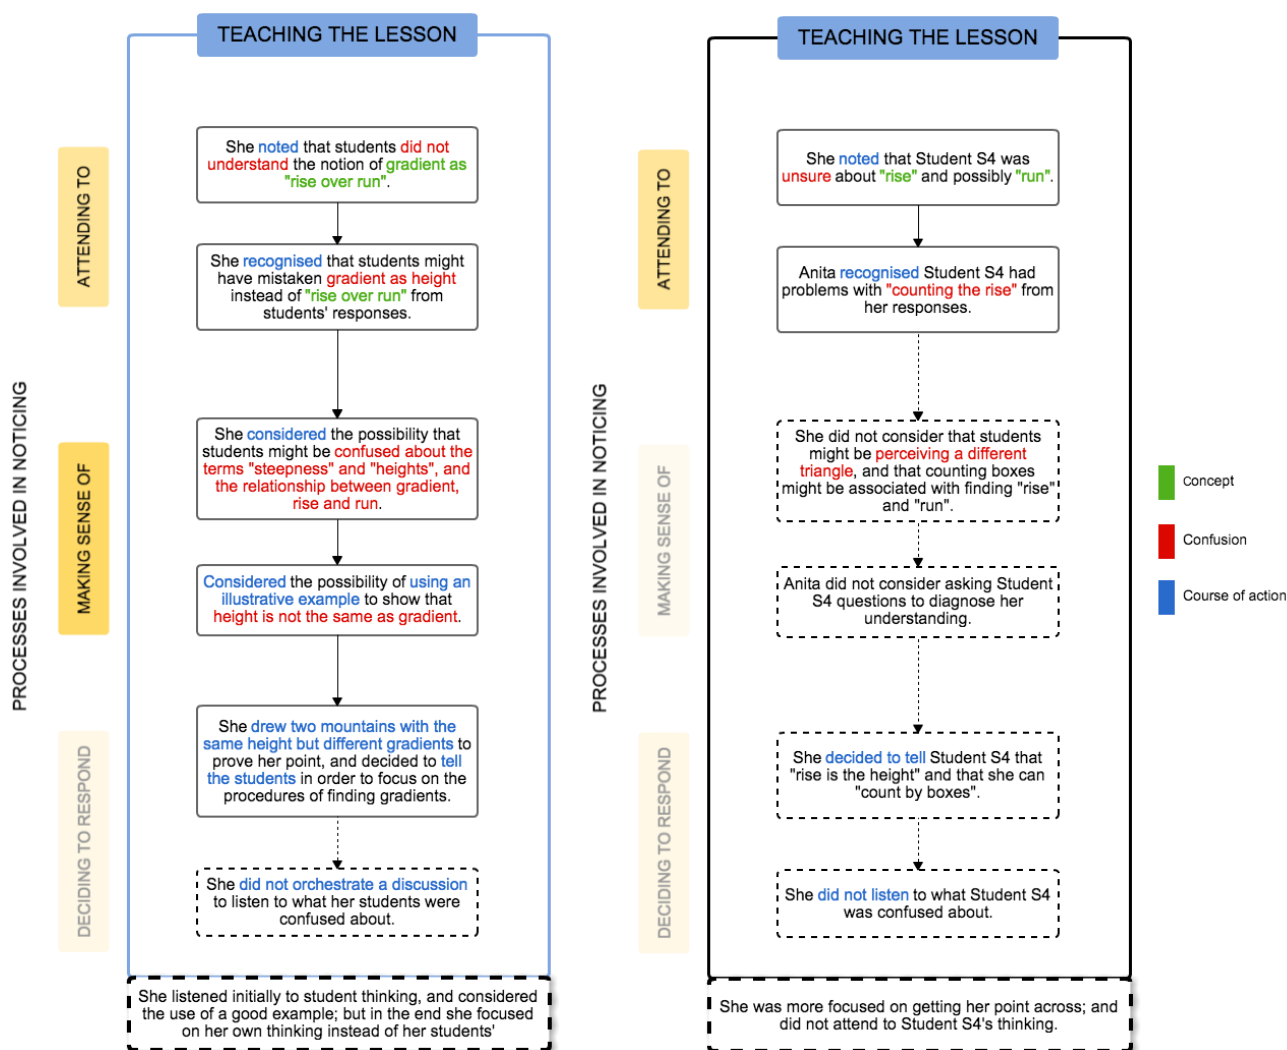 TEACHING THE LESSON
PROCESSES INVOLVED IN NOTICING
ATTENDING TO
She noted that students did not
understand the notion of gradient as
"rise over run".
She recognised that students might
have mistaken gradient as height
instead of "rise over run" from
students' responses.
MAKING SENSE OF
She considered the possibility that
students might be confused about the
terms "steepness" and "heights", and
the relationship between gradient,
rise and run.
Considered the possibility of using an
illustrative example to show that
height is not the same as gradient.
DECIDING TO RESPOND
She drew two mountains with the
same height but different gradients to
prove her point, and decided to tell
the students in order to focus on the
procedures of finding gradients.
She did not orchestrate a discussion
to listen to what her students were
confused about.
She listened initially to student thinking, and considered
the use of a good example; but in the end she focused
on her own thinking instead of her students'
TEACHING THE LESSON
PROCESSES INVOLVED IN NOTICING
ATTENDING TO
She noted that Student S4 was
unsure about "rise" and possibly "run".
Anita recognised Student S4 had
problems with "counting the rise" from
her responses.
MAKING SENSE OF
She did not consider that students
might be perceiving a different
triangle, and that counting boxes
might be associated with finding "rise"
and "run".
Anita did not consider asking Student
S4 questions to diagnose her
understanding.
DECIDING TO RESPOND
She decided to tell Student S4 that
"rise is the height" and that she can
"count by boxes".
She did not listen to what Student S4
was confused about.
She was more focused on getting her point across; and
did not attend to Student S4's thinking.
Concept
Confusion
Course of action